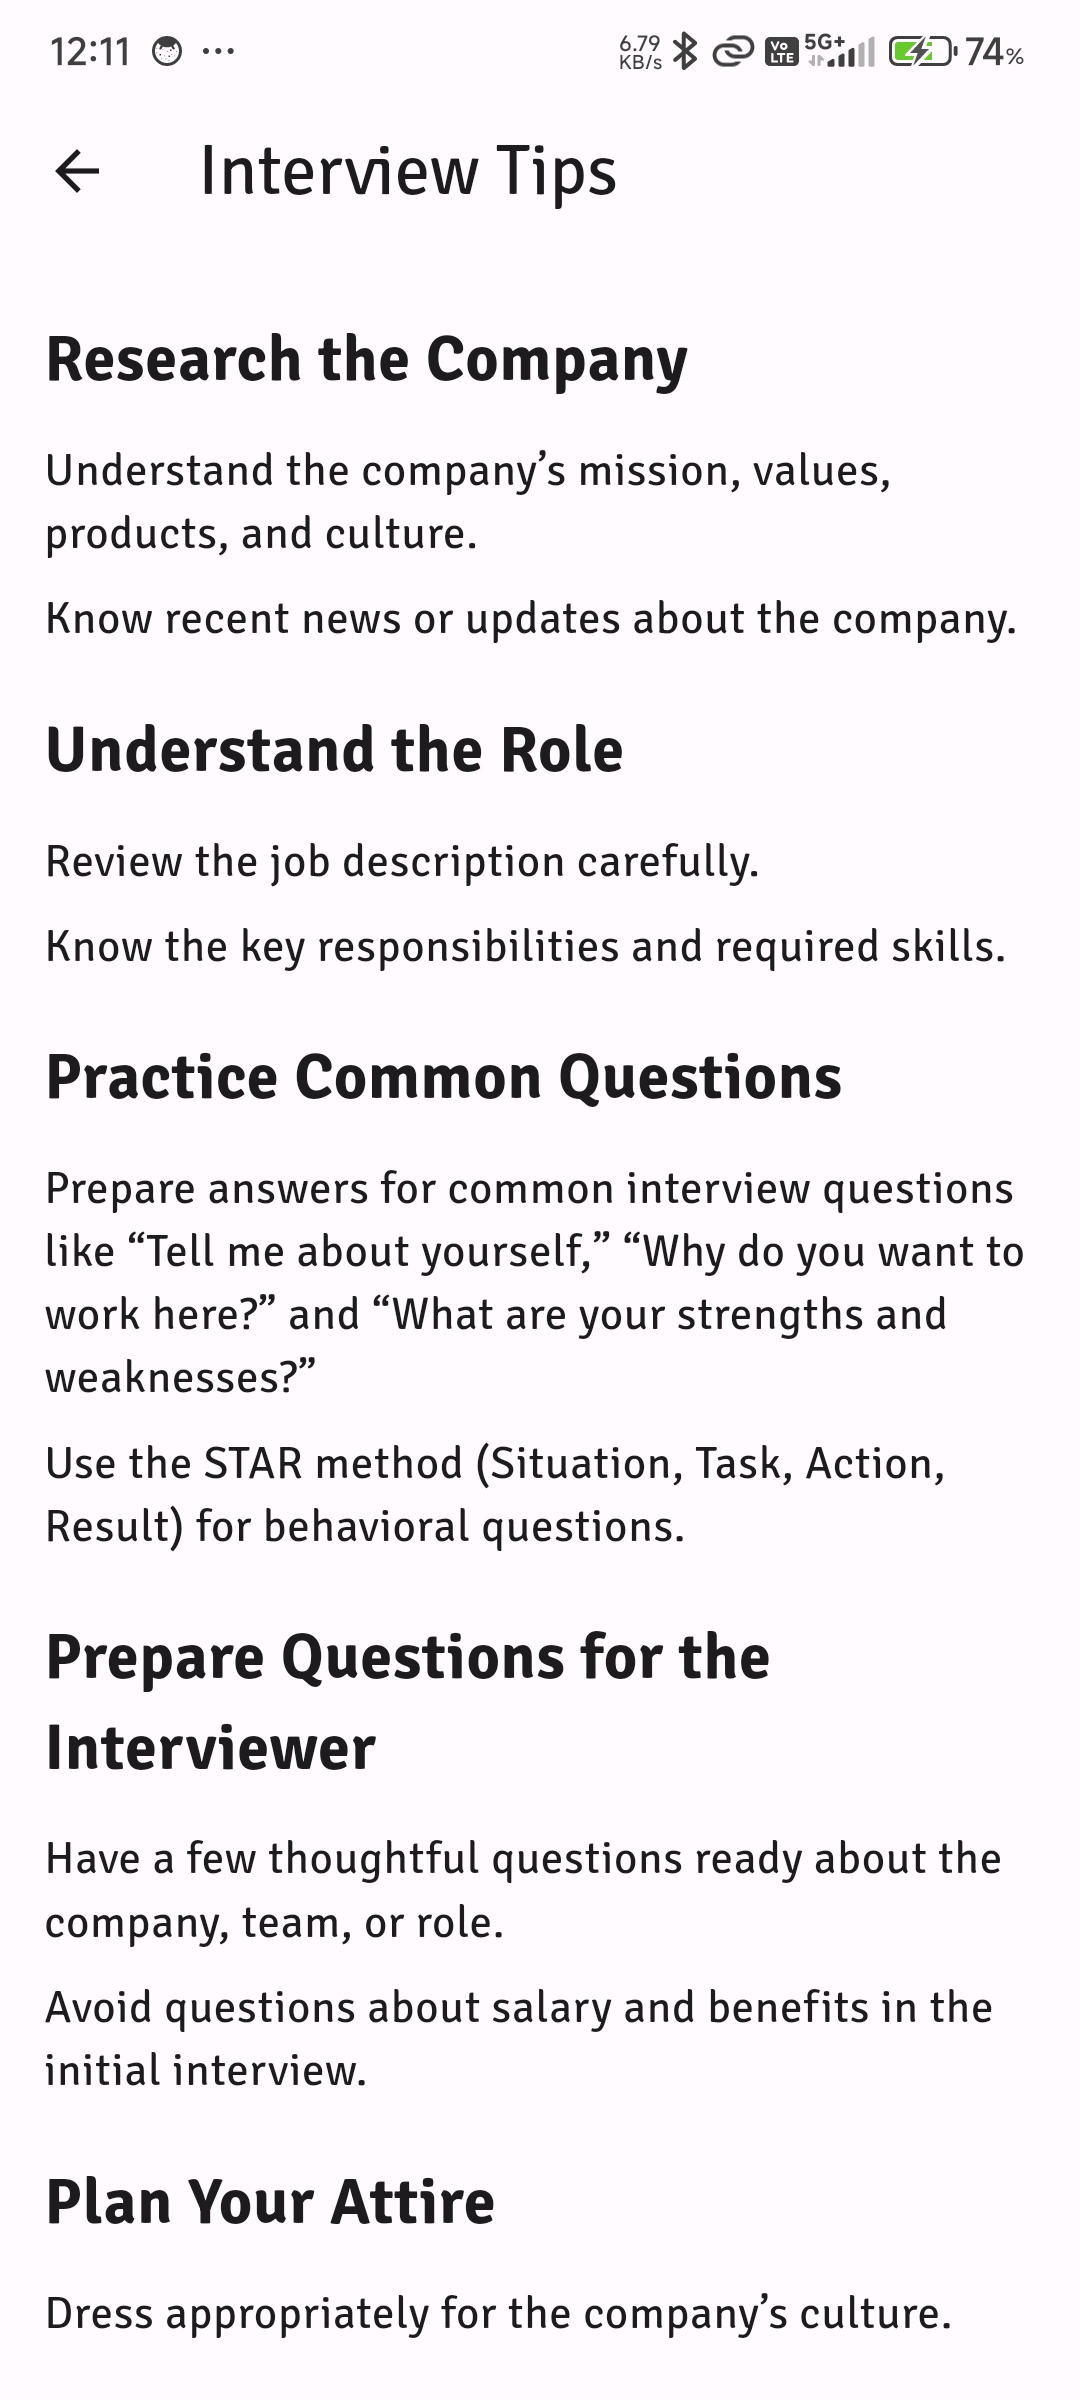 12:11 ... 6.79 KB/s Vo LTE 5G+ 74%
Interview Tips
Research the Company
Understand the company’s mission, values,
products, and culture.
Know recent news or updates about the company.
Understand the Role
Review the job description carefully.
Know the key responsibilities and required skills.
Practice Common Questions
Prepare answers for common interview questions
like “Tell me about yourself,” “Why do you want to
work here?” and “What are your strengths and
weaknesses?”
Use the STAR method (Situation, Task, Action,
Result) for behavioral questions.
Prepare Questions for the
Interviewer
Have a few thoughtful questions ready about the
company, team, or role.
Avoid questions about salary and benefits in the
initial interview.
Plan Your Attire
Dress appropriately for the company’s culture.